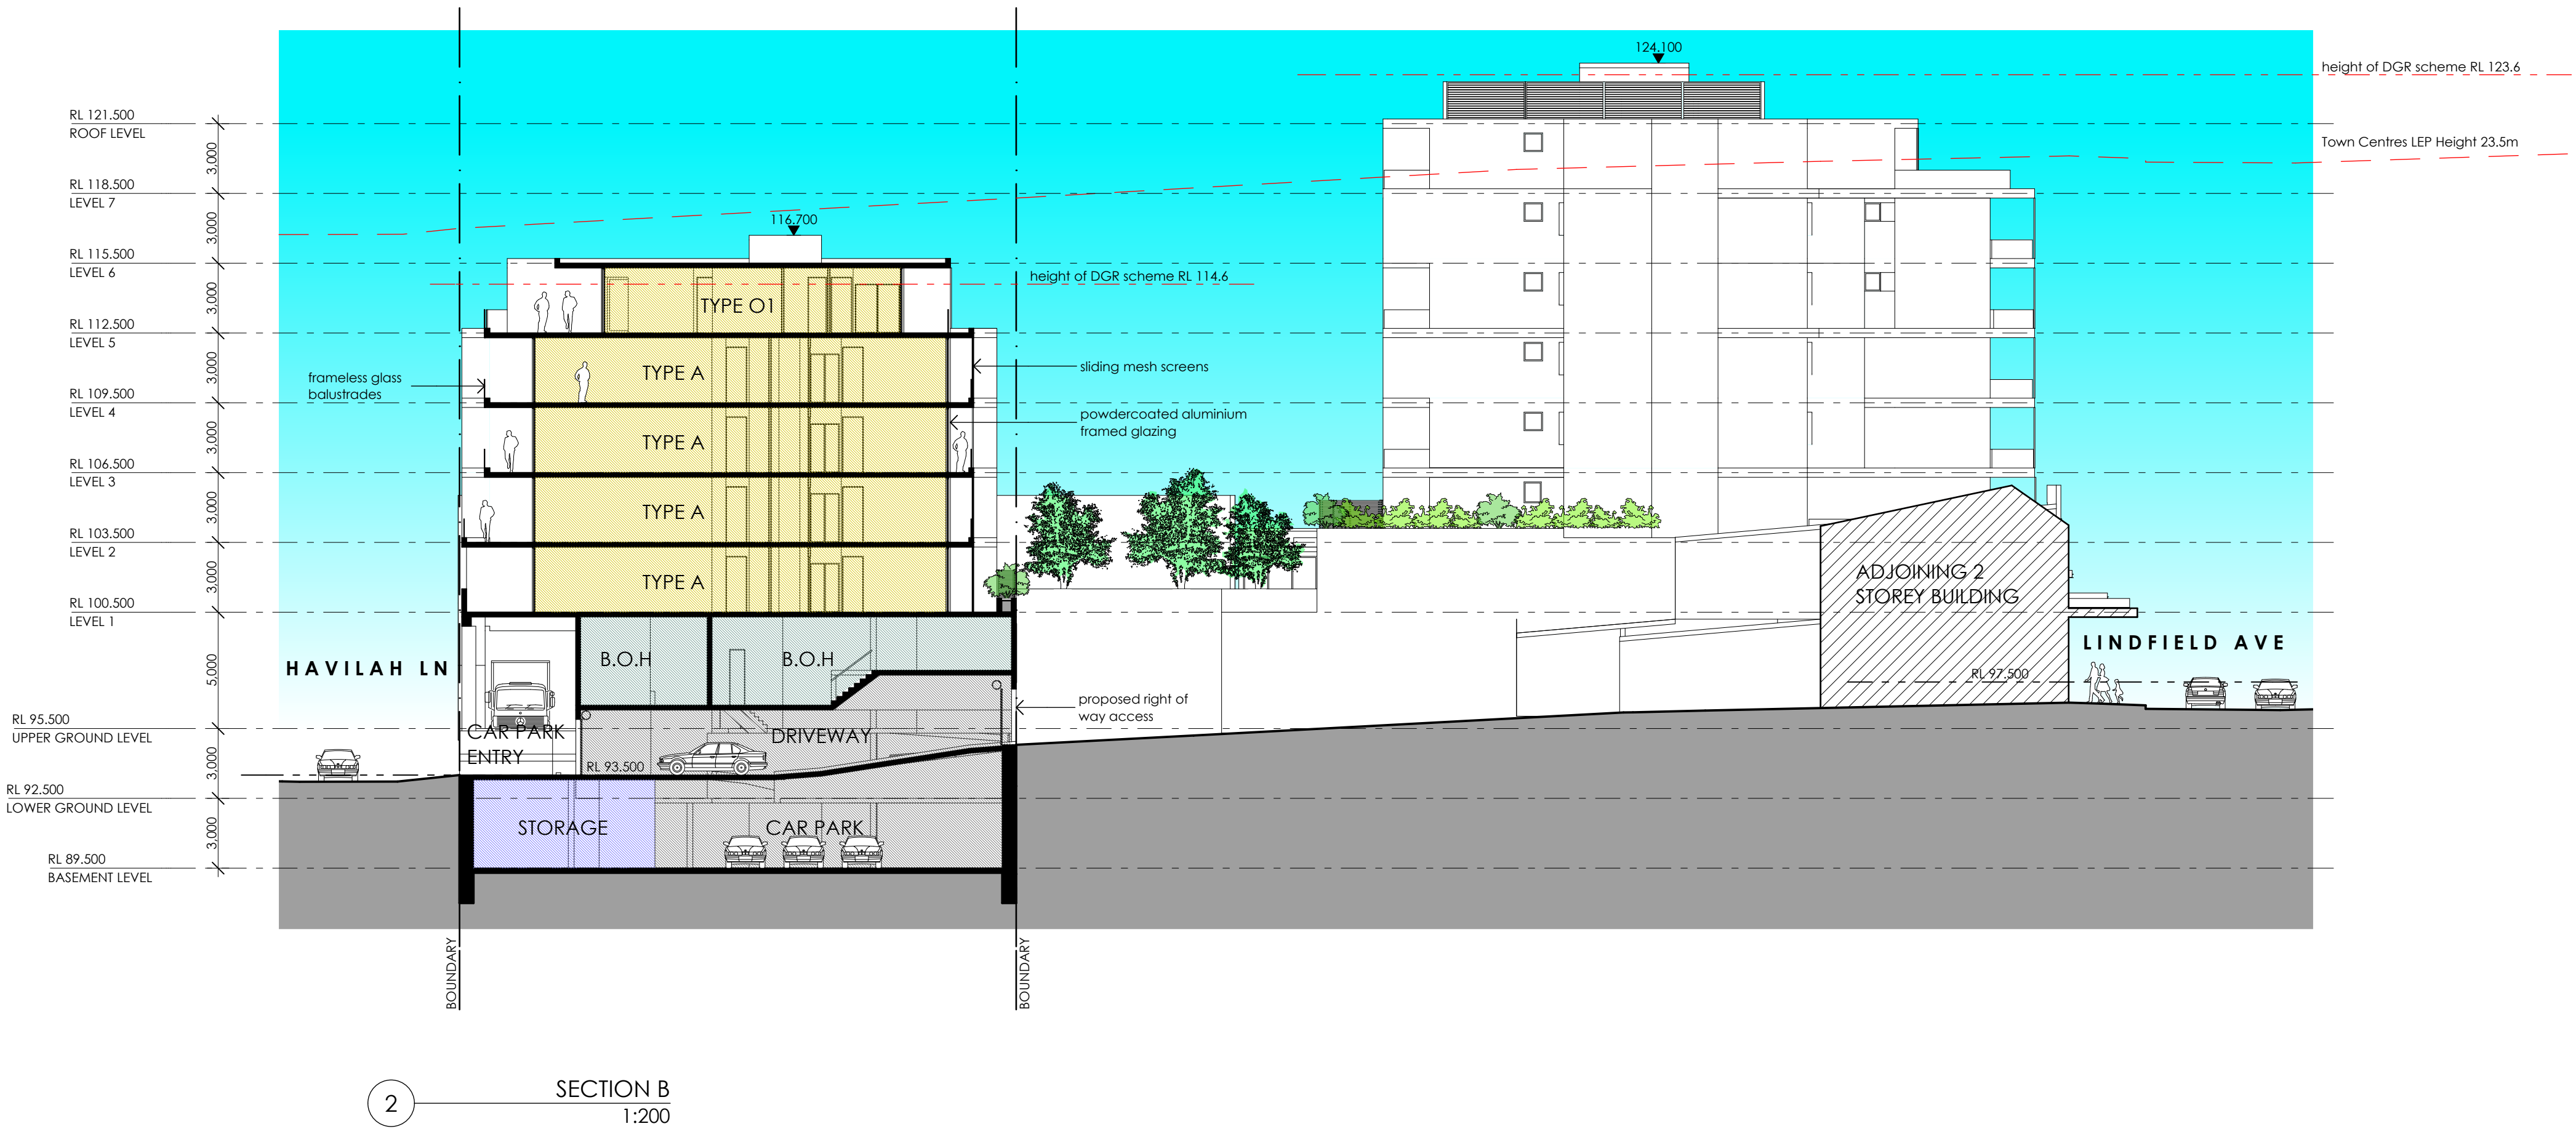 124.100
height of DGR scheme RL 123.6
RL 121.500
ROOF LEVEL
3,000
Town Centres LEP Height 23.5m
RL 118.500
LEVEL 7
3,000
116.700
RL 115.500
LEVEL 6
height of DGR scheme RL 114.6
3,000
TYPE O1
RL 112.500
LEVEL 5
3,000
TYPE A
sliding mesh screens
frameless glass
balustrades
RL 109.500
LEVEL 4
3,000
TYPE A
powdercoated aluminium
framed glazing
RL 106.500
LEVEL 3
3,000
TYPE A
RL 103.500
LEVEL 2
3,000
TYPE A
ADJOINING 2
STOREY BUILDING
RL 100.500
LEVEL 1
5,000
HAVILAH LN
B.O.H
B.O.H
LINDFIELD AVE
RL 97.500
proposed right of
way access
RL 95.500
UPPER GROUND LEVEL
3,000
CAR PARK
ENTRY
DRIVEWAY
RL 93.500
RL 92.500
LOWER GROUND LEVEL
3,000
STORAGE
CAR PARK
RL 89.500
BASEMENT LEVEL
BOUNDARY
BOUNDARY
2
SECTION B
1:200